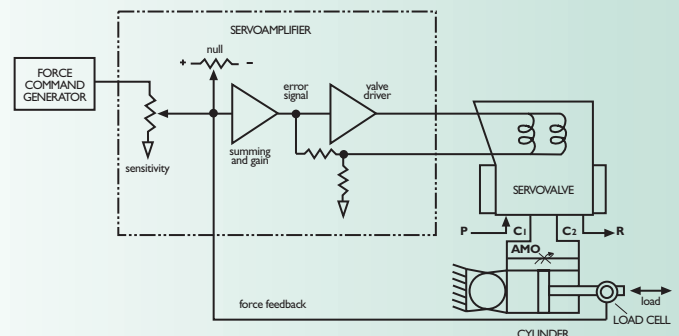 SERVOAMPLIFIER
null
+ −
FORCE
COMMAND
GENERATOR
error
signal
valve
driver
summing
and gain
sensitivity
SERVOVALVE
P C1 C2 R
AMO
load
force feedback
LOAD CELL
CYLINDER